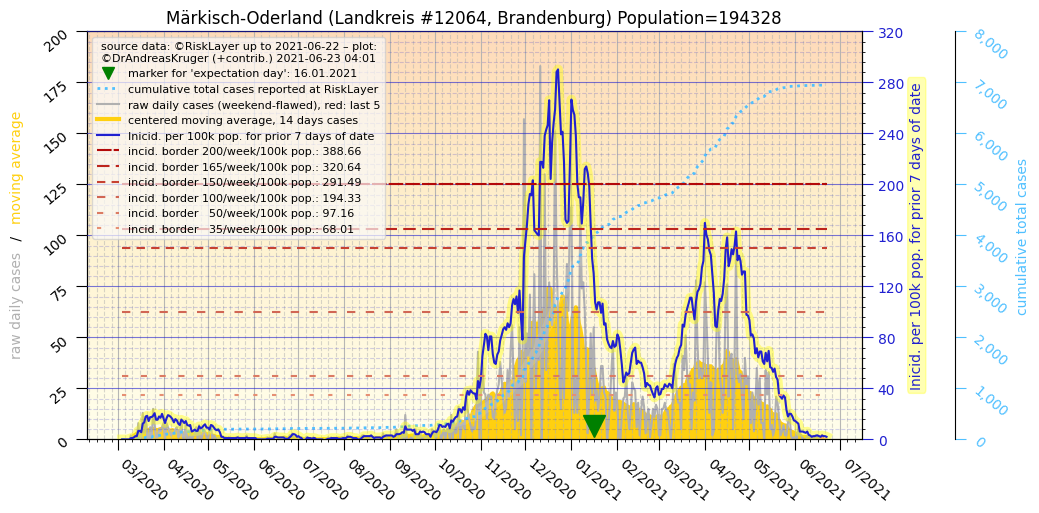 Märkisch-Oderland (Landkreis #12064, Brandenburg) Population=194328
source data: ©RiskLayer up to 2021-06-22 – plot:
©DrAndreasKruger (+contrib.) 2021-06-23 04:01
marker for 'expectation day': 16.01.2021
cumulative total cases reported at RiskLayer
raw daily cases (weekend-flawed), red: last 5
centered moving average, 14 days cases
Inicid. per 100k pop. for prior 7 days of date
incid. border 200/week/100k pop.: 388.66
incid. border 165/week/100k pop.: 320.64
incid. border 150/week/100k pop.: 291.49
incid. border 100/week/100k pop.: 194.33
incid. border   50/week/100k pop.: 97.16
incid. border   35/week/100k pop.: 68.01
raw daily cases  /  moving average
200
175
150
125
100
75
50
25
0
320
280
240
200
160
120
80
40
0
Inicid. per 100k pop. for prior 7 days of date
8,000
7,000
6,000
5,000
4,000
3,000
2,000
1,000
0
cumulative total cases
03/2020
04/2020
05/2020
06/2020
07/2020
08/2020
09/2020
10/2020
11/2020
12/2020
01/2021
02/2021
03/2021
04/2021
05/2021
06/2021
07/2021